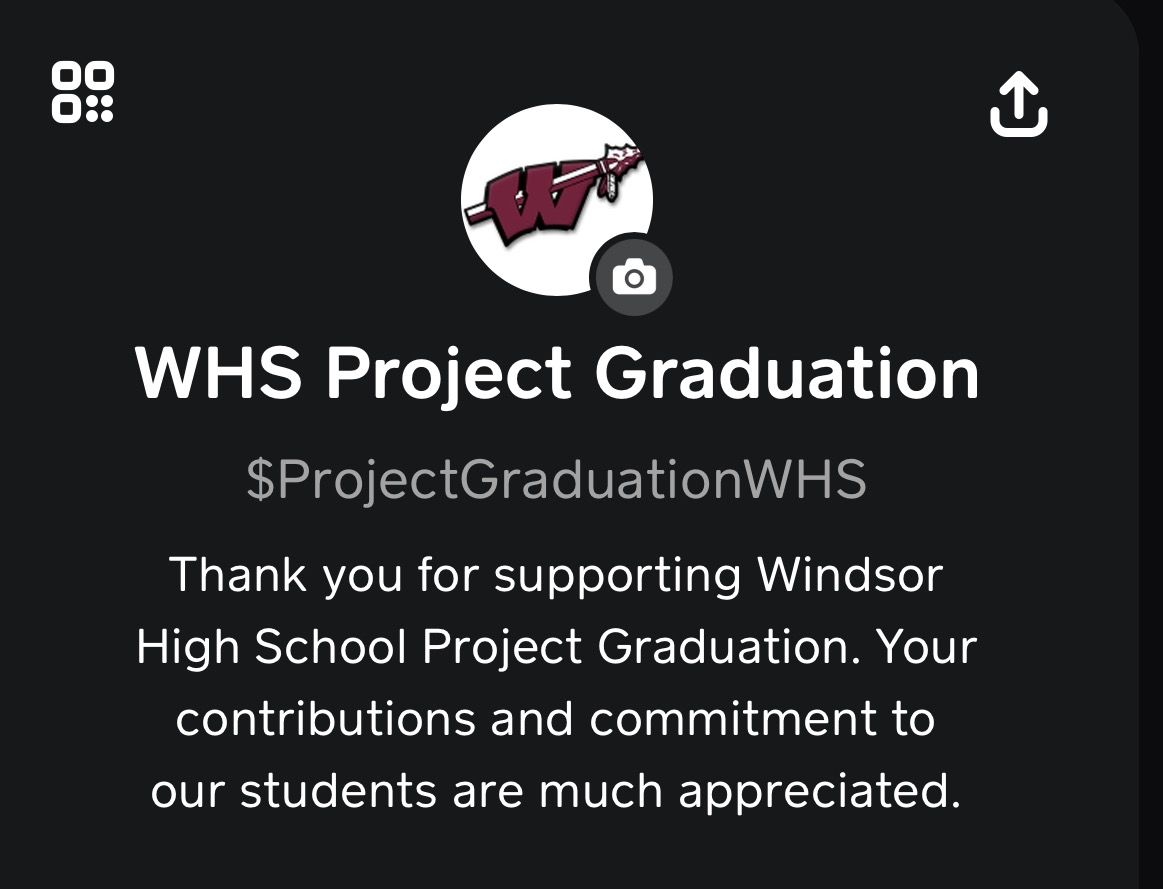 W
WHS Project Graduation
$ProjectGraduationWHS
Thank you for supporting Windsor
High School Project Graduation. Your
contributions and commitment to
our students are much appreciated.